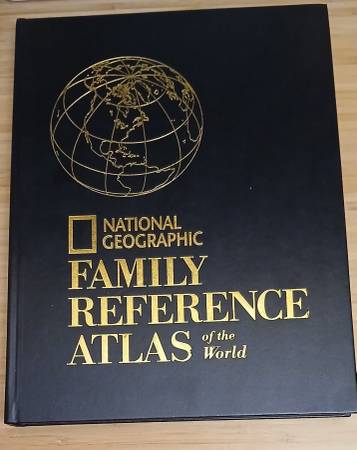 NATIONAL
GEOGRAPHIC
FAMILY
REFERENCE
ATLAS of the
World